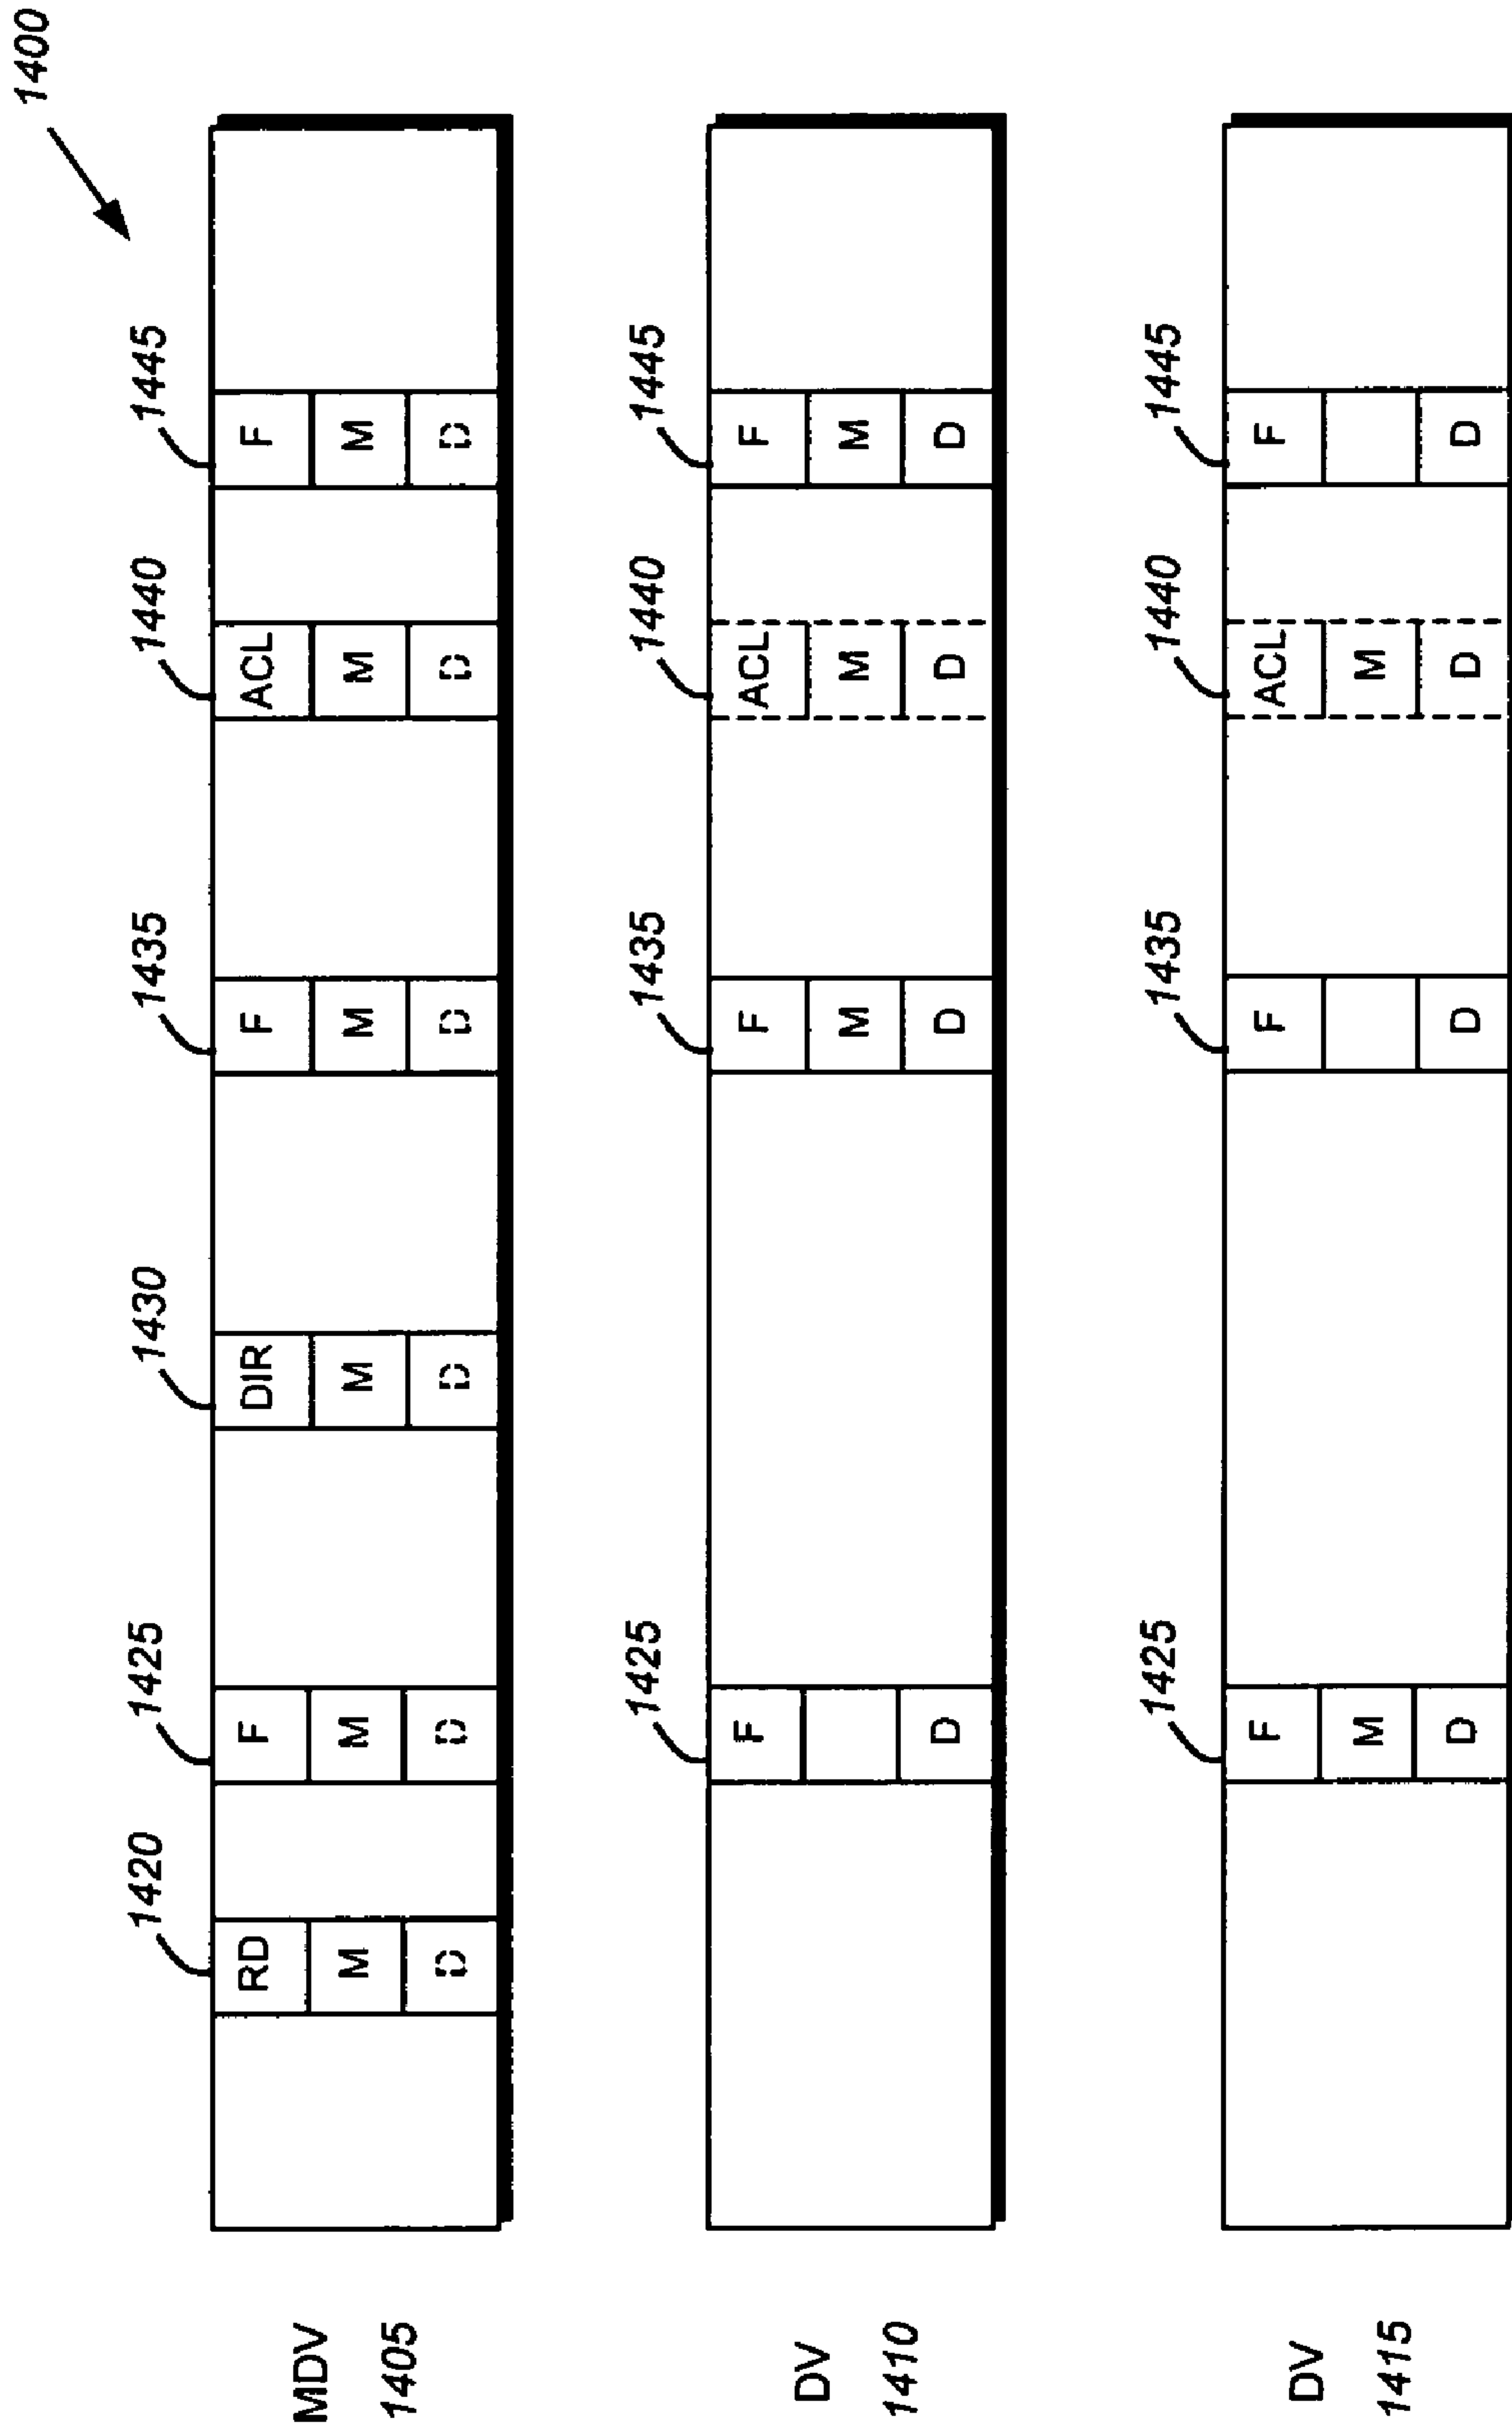 1400
1420 1425 1430 1435 1440 1445
MDV
1405
RD F DIR F ACL F
M M M M M M
D D D D D D
1425 1435 1440 1445
DV
1410
F F ACL F
M M M
D D D D
1425 1435 1440 1445
DV
1415
F F ACL F
M M
D D D D